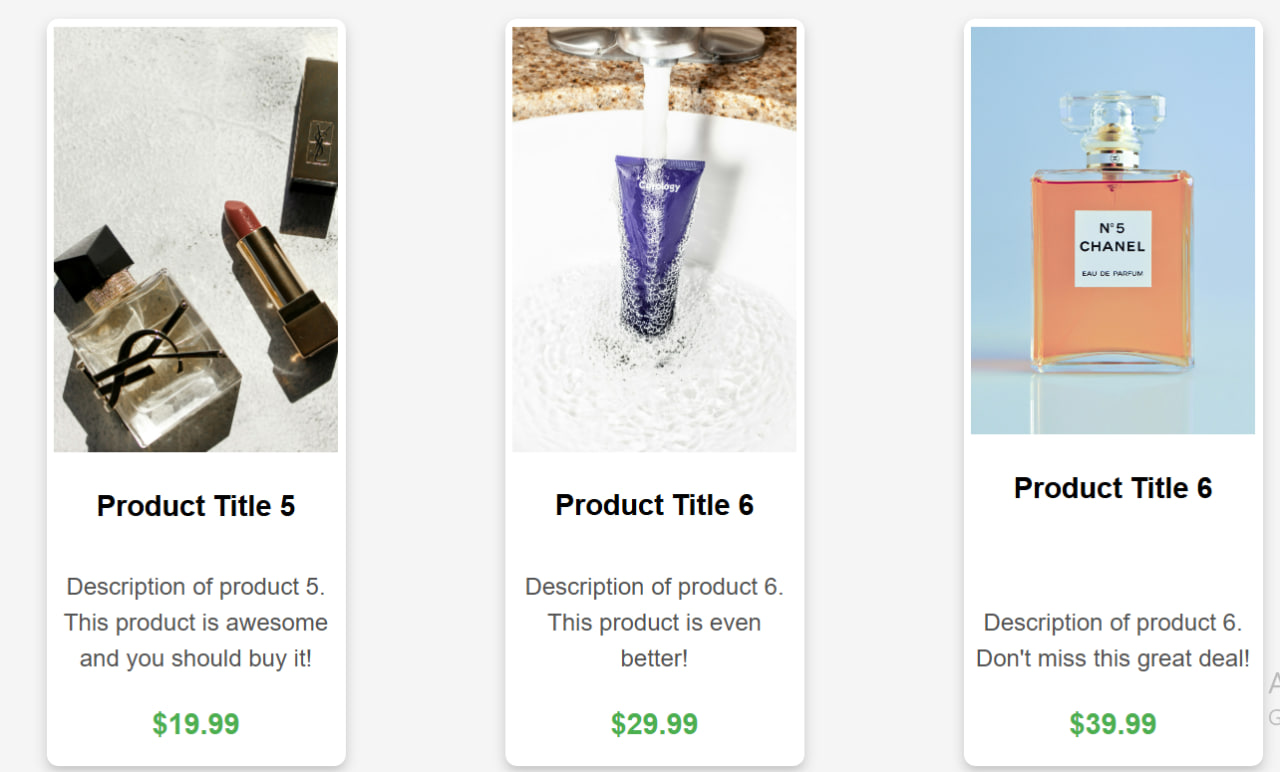 Curology
N°5
CHANEL
EAU DE PARFUM
Product Title 5
Product Title 6
Product Title 6
Description of product 5.
This product is awesome
and you should buy it!
Description of product 6.
This product is even
better!
Description of product 6.
Don't miss this great deal!
$19.99
$29.99
$39.99
A
G